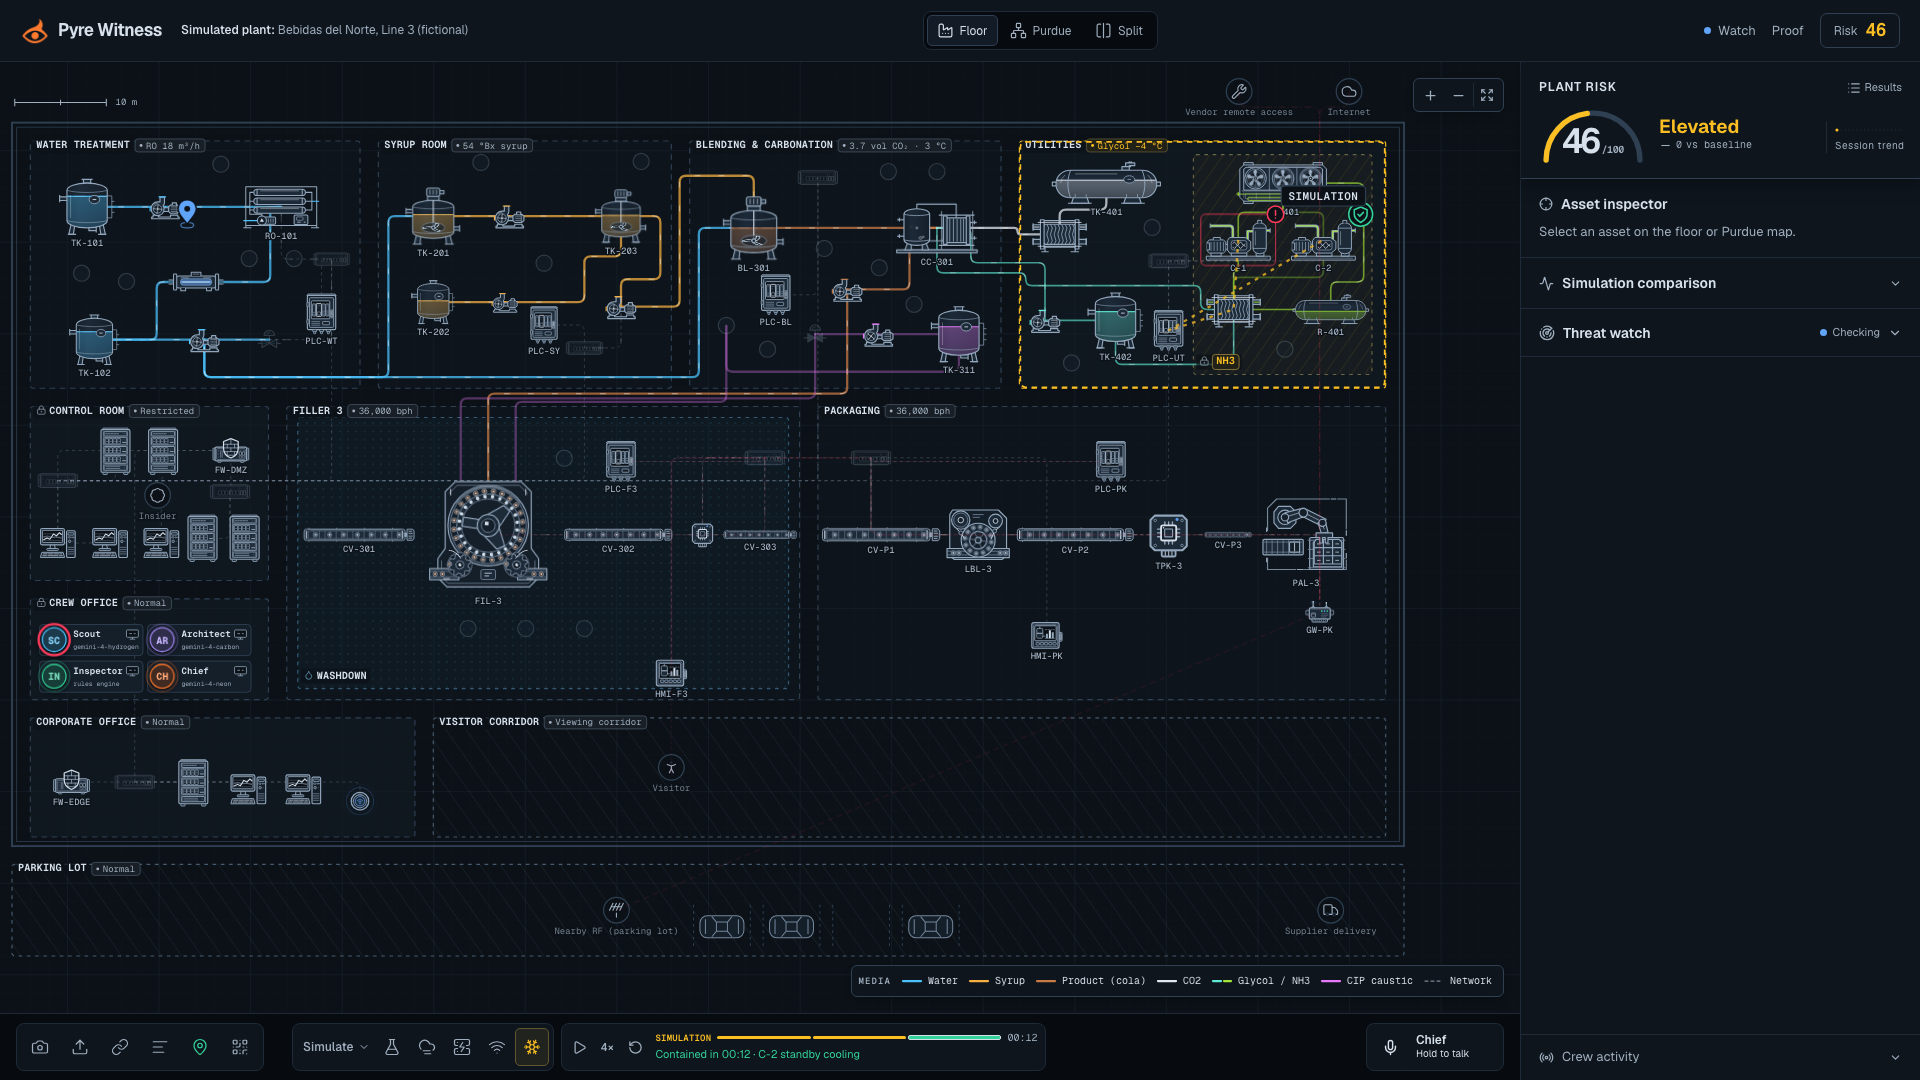 Pyre Witness
Simulated plant: Bebidas del Norte, Line 3 (fictional)
Floor
Purdue
Split
Watch
Proof
Risk 46
10 m
Vendor remote access
Internet
WATER TREATMENT
RO 18 m³/h
SYRUP ROOM
54 °Bx syrup
BLENDING & CARBONATION
3.7 vol CO₂ · 3 °C
UTILITIES
Glycol -4 °C
TK-101
RO-101
TK-102
PLC-WT
TK-201
TK-203
TK-202
PLC-SY
BL-301
CC-301
PLC-BL
TK-311
TK-401
SIMULATION
C-1
C-2
TK-402
PLC-UT
R-401
NH3
CONTROL ROOM
Restricted
FW-DMZ
Insider
FILLER 3
36,000 bph
PLC-F3
CV-301
FIL-3
CV-302
CV-303
HMI-F3
WASHDOWN
PACKAGING
36,000 bph
PLC-PK
CV-P1
LBL-3
CV-P2
TPK-3
CV-P3
PAL-3
GW-PK
HMI-PK
CREW OFFICE
Normal
SC
Scout
gemini-4-hydrogen
AR
Architect
gemini-4-carbon
IN
Inspector
rules engine
CH
Chief
gemini-4-neon
CORPORATE OFFICE
Normal
FW-EDGE
VISITOR CORRIDOR
Viewing corridor
Visitor
PARKING LOT
Normal
Nearby RF (parking lot)
Supplier delivery
MEDIA
Water
Syrup
Product (cola)
CO2
Glycol / NH3
CIP caustic
Network
Simulate
4×
SIMULATION
00:12
Contained in 00:12 · C-2 standby cooling
Chief
Hold to talk
PLANT RISK
Results
46/100
Elevated
— 0 vs baseline
Session trend
Asset inspector
Select an asset on the floor or Purdue map.
Simulation comparison
Threat watch
Checking
Crew activity